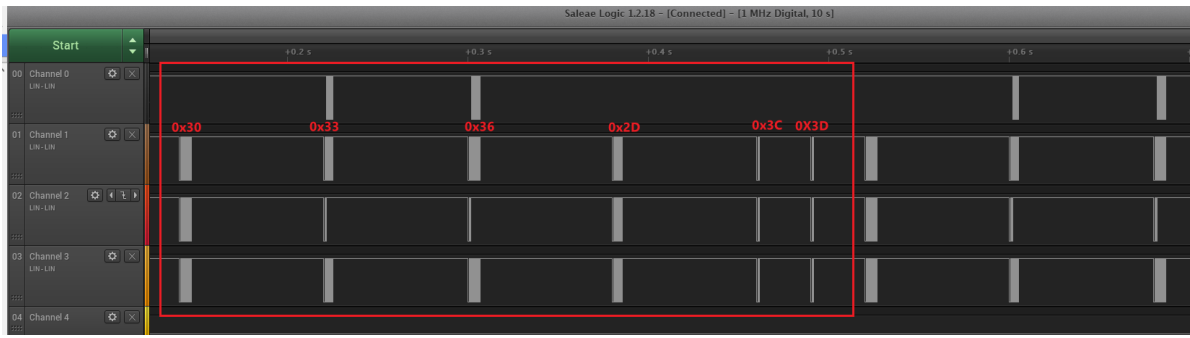 Saleae Logic 1.2.18 - [Connected] - [1 MHz Digital, 10 s]
Start
+0.2 s +0.3 s +0.4 s +0.5 s +0.6 s
00 Channel 0
LIN-LIN
0x30 0x33 0x36 0x2D 0x3C 0X3D
01 Channel 1
LIN-LIN
02 Channel 2
LIN-LIN
03 Channel 3
LIN-LIN
04 Channel 4